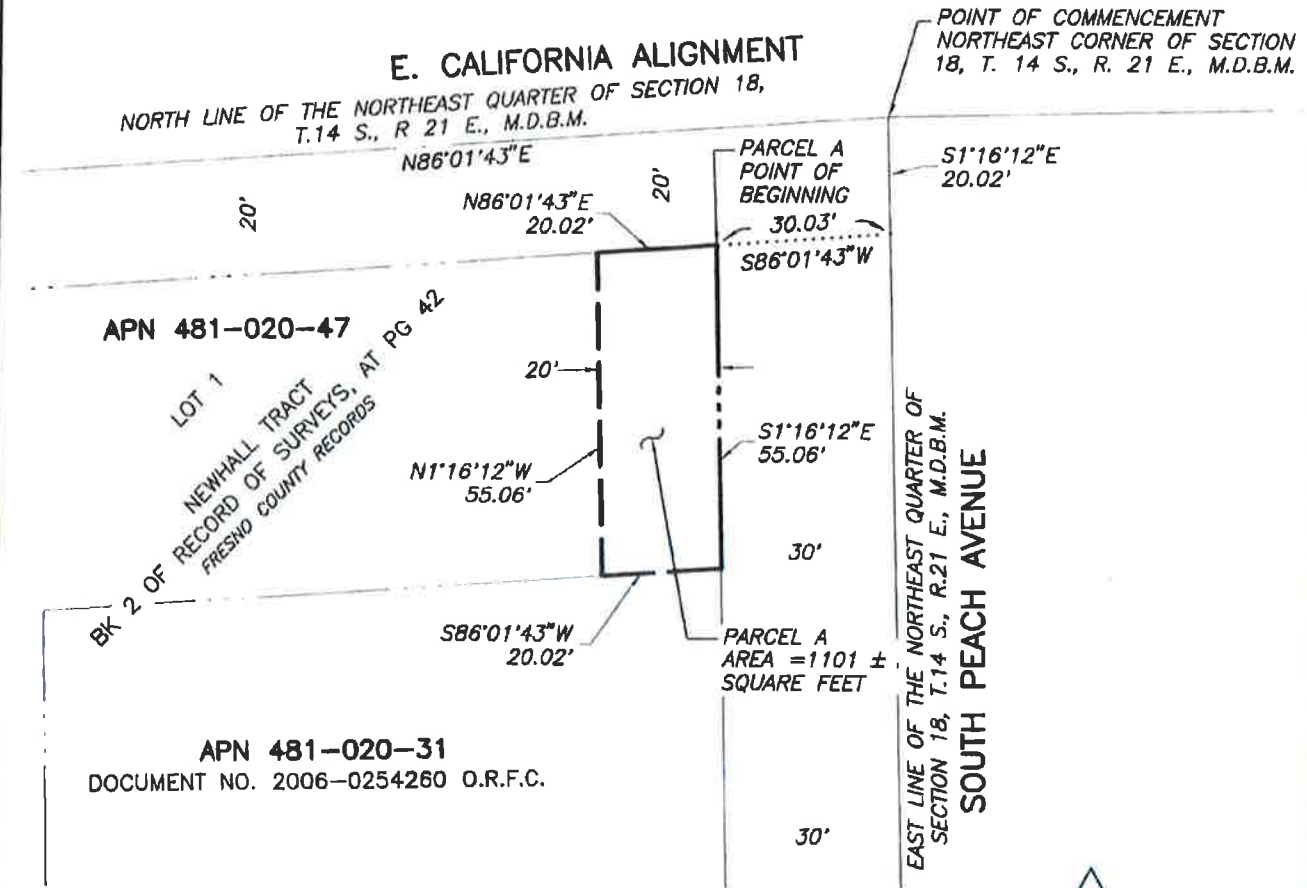 POINT OF COMMENCEMENT
NORTHEAST CORNER OF SECTION
18, T. 14 S., R. 21 E., M.D.B.M.
E. CALIFORNIA ALIGNMENT
NORTH LINE OF THE NORTHEAST QUARTER OF SECTION 18,
T.14 S., R 21 E., M.D.B.M.
N86°01'43"E
PARCEL A
POINT OF
BEGINNING
S1°16'12"E
20.02'
20'
N86°01'43"E
20.02'
20'
30.03'
S86°01'43"W
APN 481-020-47
LOT 1
NEWHALL TRACT
BK 2 OF RECORD OF SURVEYS, AT PG 42
FRESNO COUNTY RECORDS
20'
N1°16'12"W
55.06'
S1°16'12"E
55.06'
30'
S86°01'43"W
20.02'
PARCEL A
AREA =1101 ±
SQUARE FEET
EAST LINE OF THE NORTHEAST QUARTER OF
SECTION 18, T.14 S., R.21 E., M.D.B.M.
SOUTH PEACH AVENUE
APN 481-020-31
DOCUMENT NO. 2006-0254260 O.R.F.C.
30'